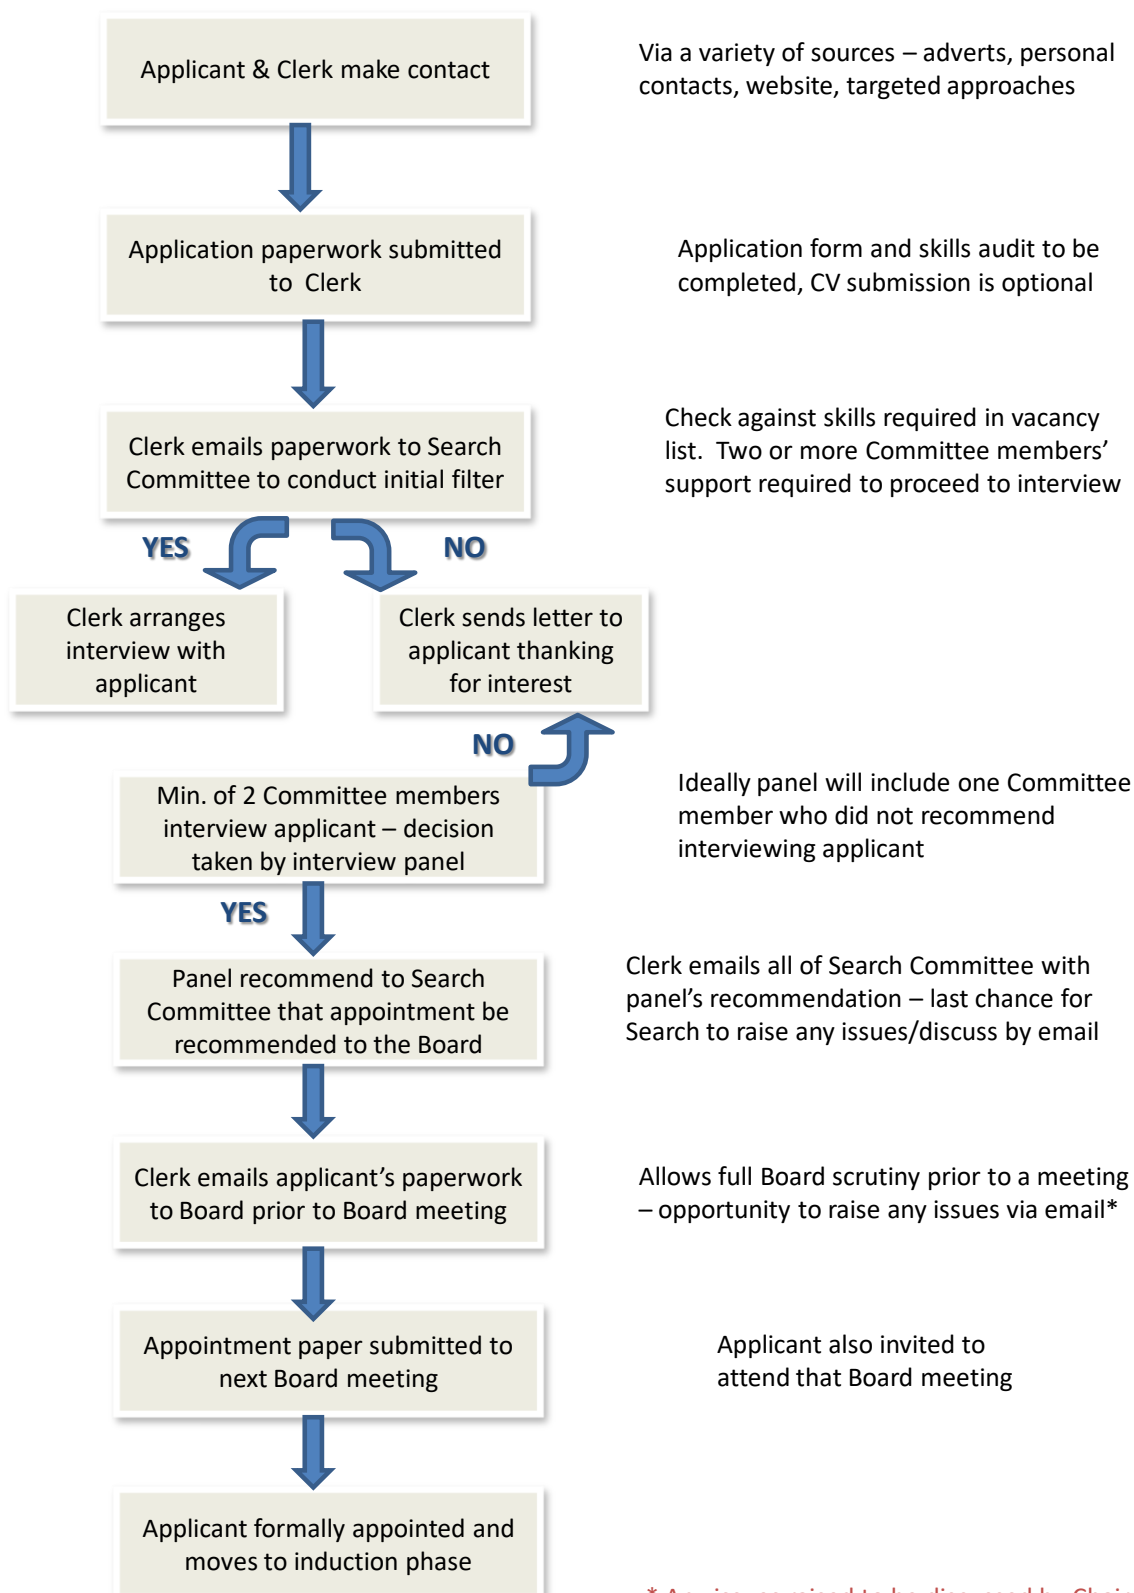 Applicant & Clerk make contact
Via a variety of sources – adverts, personal
contacts, website, targeted approaches
Application paperwork submitted
to Clerk
Application form and skills audit to be
completed, CV submission is optional
Clerk emails paperwork to Search
Committee to conduct initial filter
Check against skills required in vacancy
list. Two or more Committee members’
support required to proceed to interview
YES
NO
Clerk arranges
interview with
applicant
Clerk sends letter to
applicant thanking
for interest
NO
Min. of 2 Committee members
interview applicant – decision
taken by interview panel
Ideally panel will include one Committee
member who did not recommend
interviewing applicant
YES
Panel recommend to Search
Committee that appointment be
recommended to the Board
Clerk emails all of Search Committee with
panel’s recommendation – last chance for
Search to raise any issues/discuss by email
Clerk emails applicant’s paperwork
to Board prior to Board meeting
Allows full Board scrutiny prior to a meeting
– opportunity to raise any issues via email*
Appointment paper submitted to
next Board meeting
Applicant also invited to
attend that Board meeting
Applicant formally appointed and
moves to induction phase